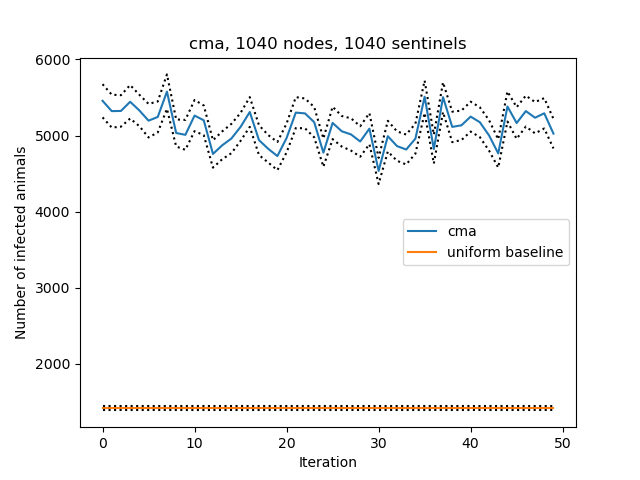 cma, 1040 nodes, 1040 sentinels
6000
5000
4000
3000
2000
Number of infected animals
cma
uniform baseline
0 10 20 30 40 50
Iteration